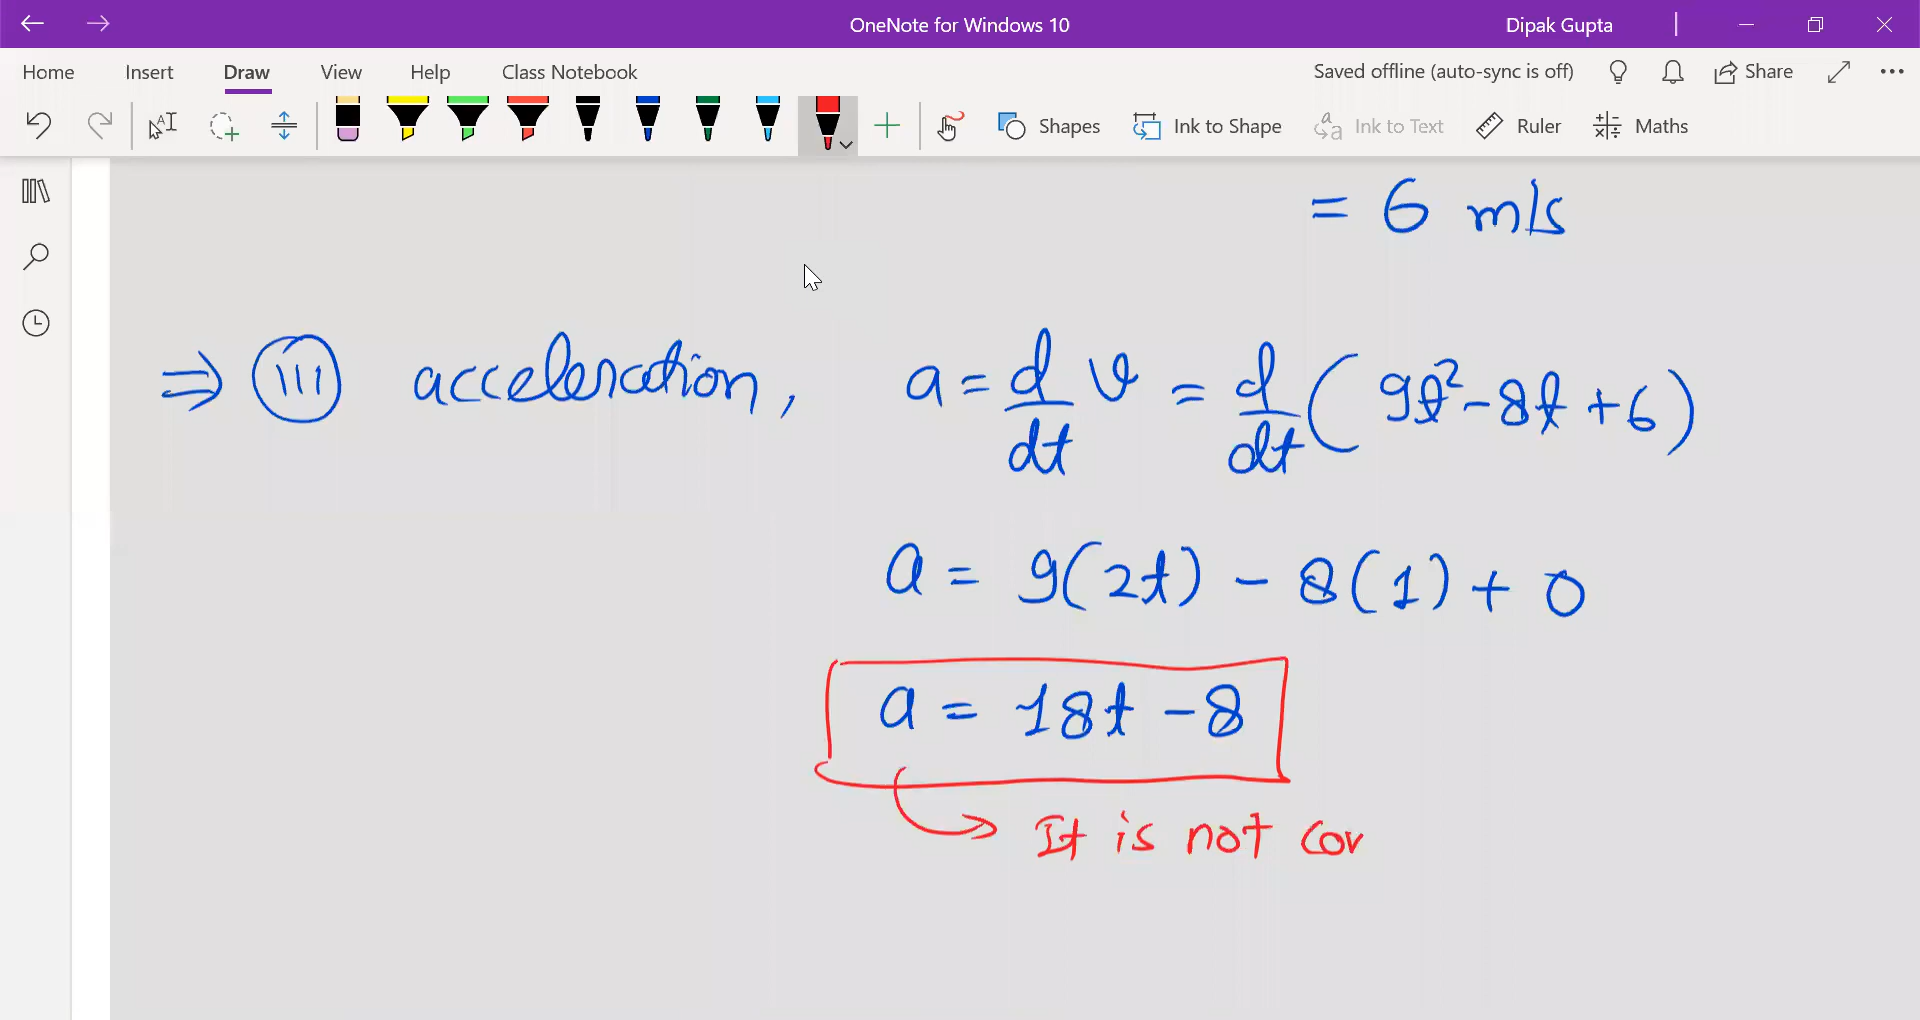 OneNote for Windows 10
Dipak Gupta
Home Insert Draw View Help Class Notebook
Saved offline (auto-sync is off) Share
Shapes Ink to Shape Ink to Text Ruler Maths
= 6 m/s
⇒ (iii) acceleration, a = d/dt v = d/dt (9t² - 8t + 6)
a = 9(2t) - 8(1) + 0
a = 18t - 8
It is not con